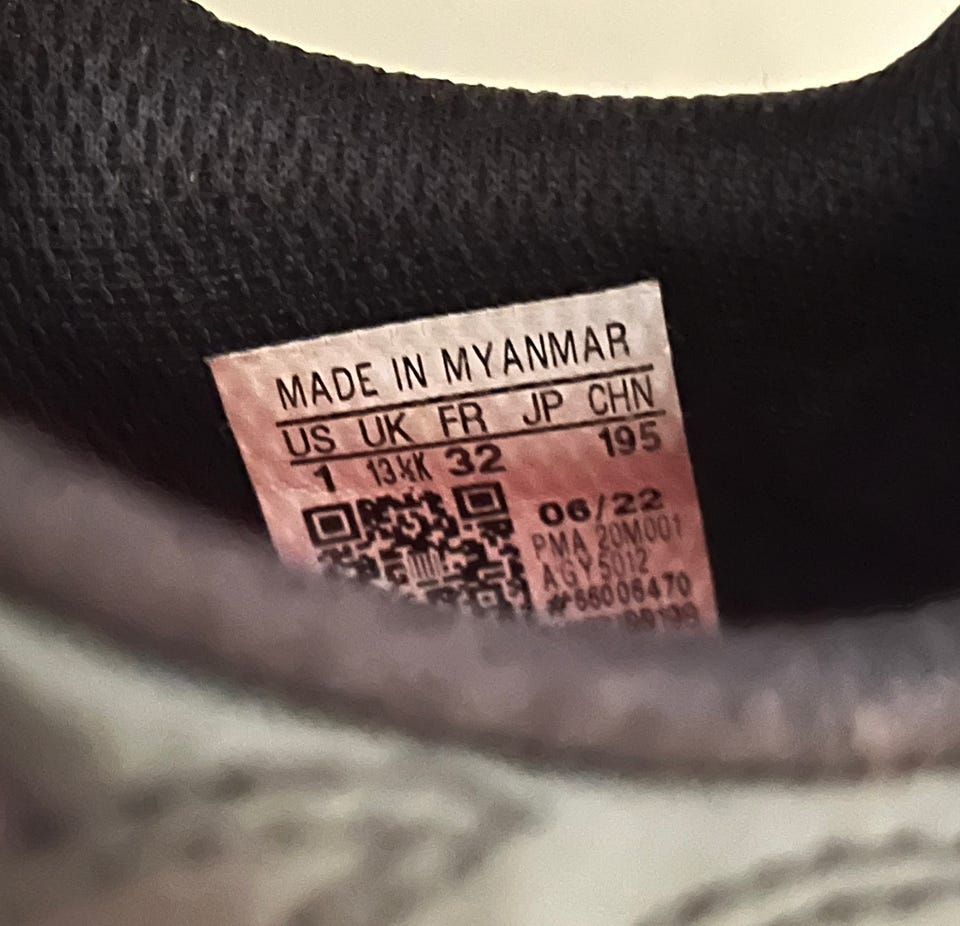 MADE IN MYANMAR
US UK FR JP CHN
1 13½K 32 195
06/22
PMA 20M001
AGY5012
#66006470